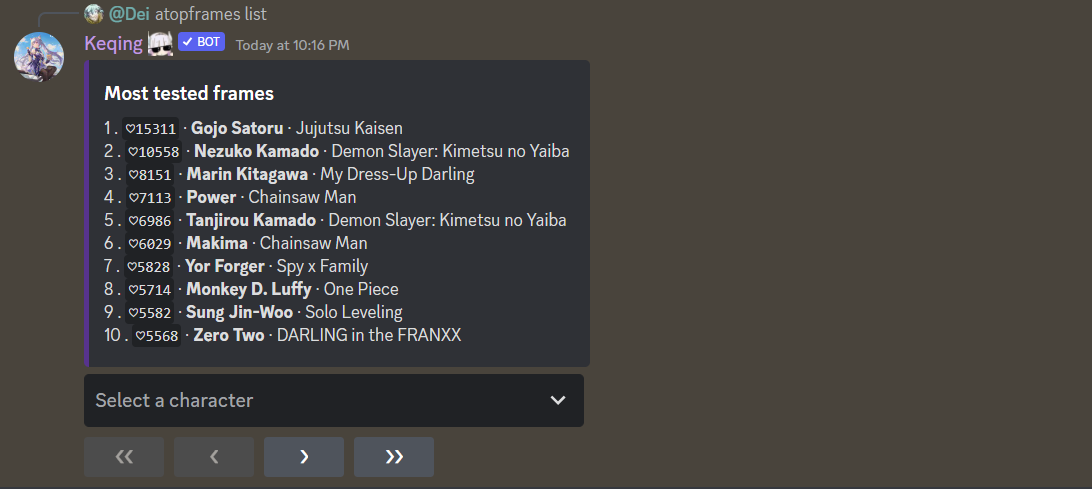 @Dei atopframes list
Keqing ✓ BOT Today at 10:16 PM
Most tested frames
1. ♡15311 · Gojo Satoru · Jujutsu Kaisen
2. ♡10558 · Nezuko Kamado · Demon Slayer: Kimetsu no Yaiba
3. ♡8151 · Marin Kitagawa · My Dress-Up Darling
4. ♡7113 · Power · Chainsaw Man
5. ♡6986 · Tanjirou Kamado · Demon Slayer: Kimetsu no Yaiba
6. ♡6029 · Makima · Chainsaw Man
7. ♡5828 · Yor Forger · Spy x Family
8. ♡5714 · Monkey D. Luffy · One Piece
9. ♡5582 · Sung Jin-Woo · Solo Leveling
10. ♡5568 · Zero Two · DARLING in the FRANXX
Select a character